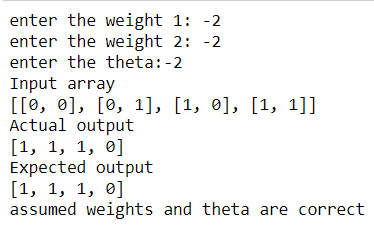 enter the weight 1: -2
enter the weight 2: -2
enter the theta:-2
Input array
[[0, 0], [0, 1], [1, 0], [1, 1]]
Actual output
[1, 1, 1, 0]
Expected output
[1, 1, 1, 0]
assumed weights and theta are correct